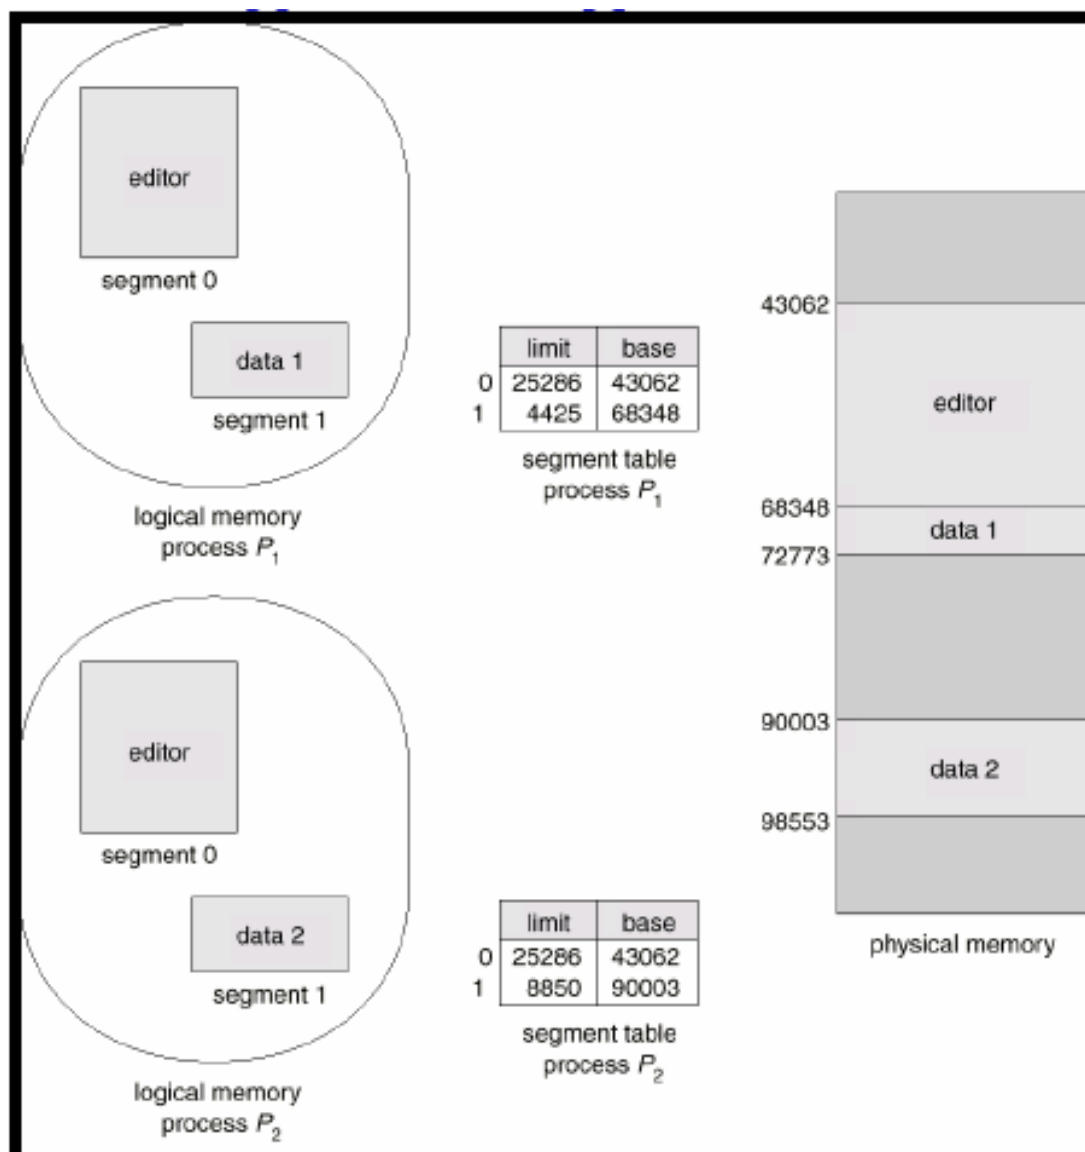 editor
segment 0
data 1
segment 1
logical memory
process P1
limit base
0 25286 43062
1 4425 68348
segment table
process P1
editor
segment 0
data 2
segment 1
logical memory
process P2
limit base
0 25286 43062
1 8850 90003
segment table
process P2
43062
editor
68348
data 1
72773
90003
data 2
98553
physical memory